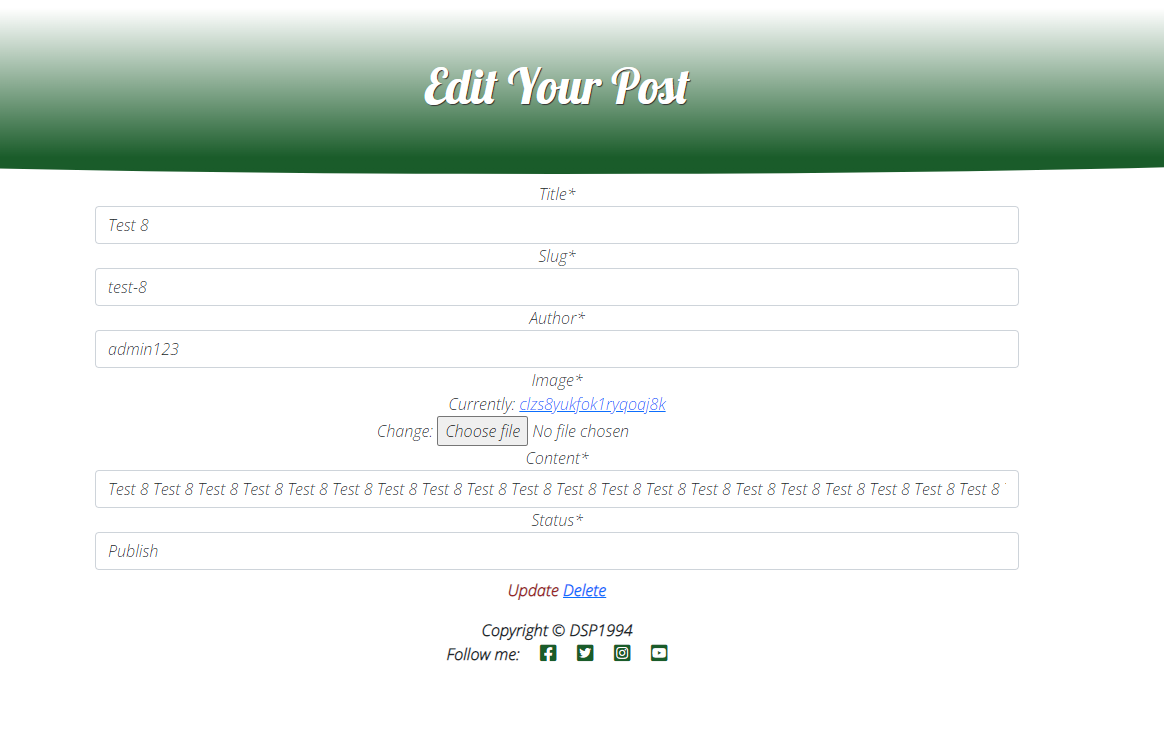 Edit Your Post
Title*
Test 8
Slug*
test-8
Author*
admin123
Image*
Currently: clzs8yukfok1ryqoaj8k
Change: Choose file No file chosen
Content*
Test 8 Test 8 Test 8 Test 8 Test 8 Test 8 Test 8 Test 8 Test 8 Test 8 Test 8 Test 8 Test 8 Test 8 Test 8 Test 8 Test 8 Test 8 Test 8 Test 8
Status*
Publish
Update Delete
Copyright © DSP1994
Follow me: